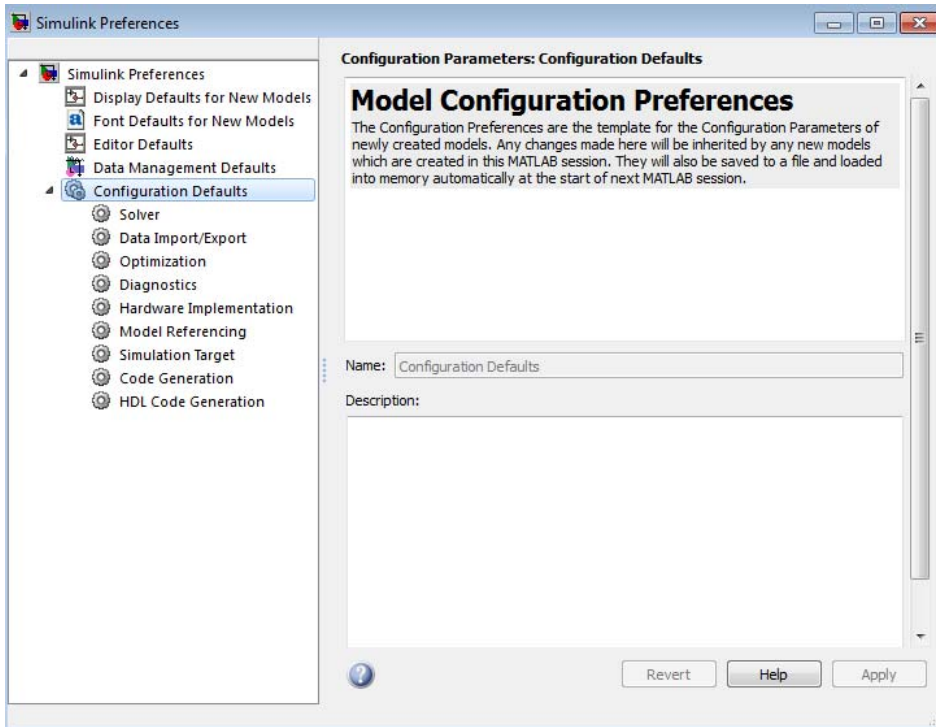 Simulink Preferences
Simulink Preferences
Display Defaults for New Models
Font Defaults for New Models
Editor Defaults
Data Management Defaults
Configuration Defaults
Solver
Data Import/Export
Optimization
Diagnostics
Hardware Implementation
Model Referencing
Simulation Target
Code Generation
HDL Code Generation
Configuration Parameters: Configuration Defaults
Model Configuration Preferences
The Configuration Preferences are the template for the Configuration Parameters of
newly created models. Any changes made here will be inherited by any new models
which are created in this MATLAB session. They will also be saved to a file and loaded
into memory automatically at the start of next MATLAB session.
Name: Configuration Defaults
Description:
Revert Help Apply